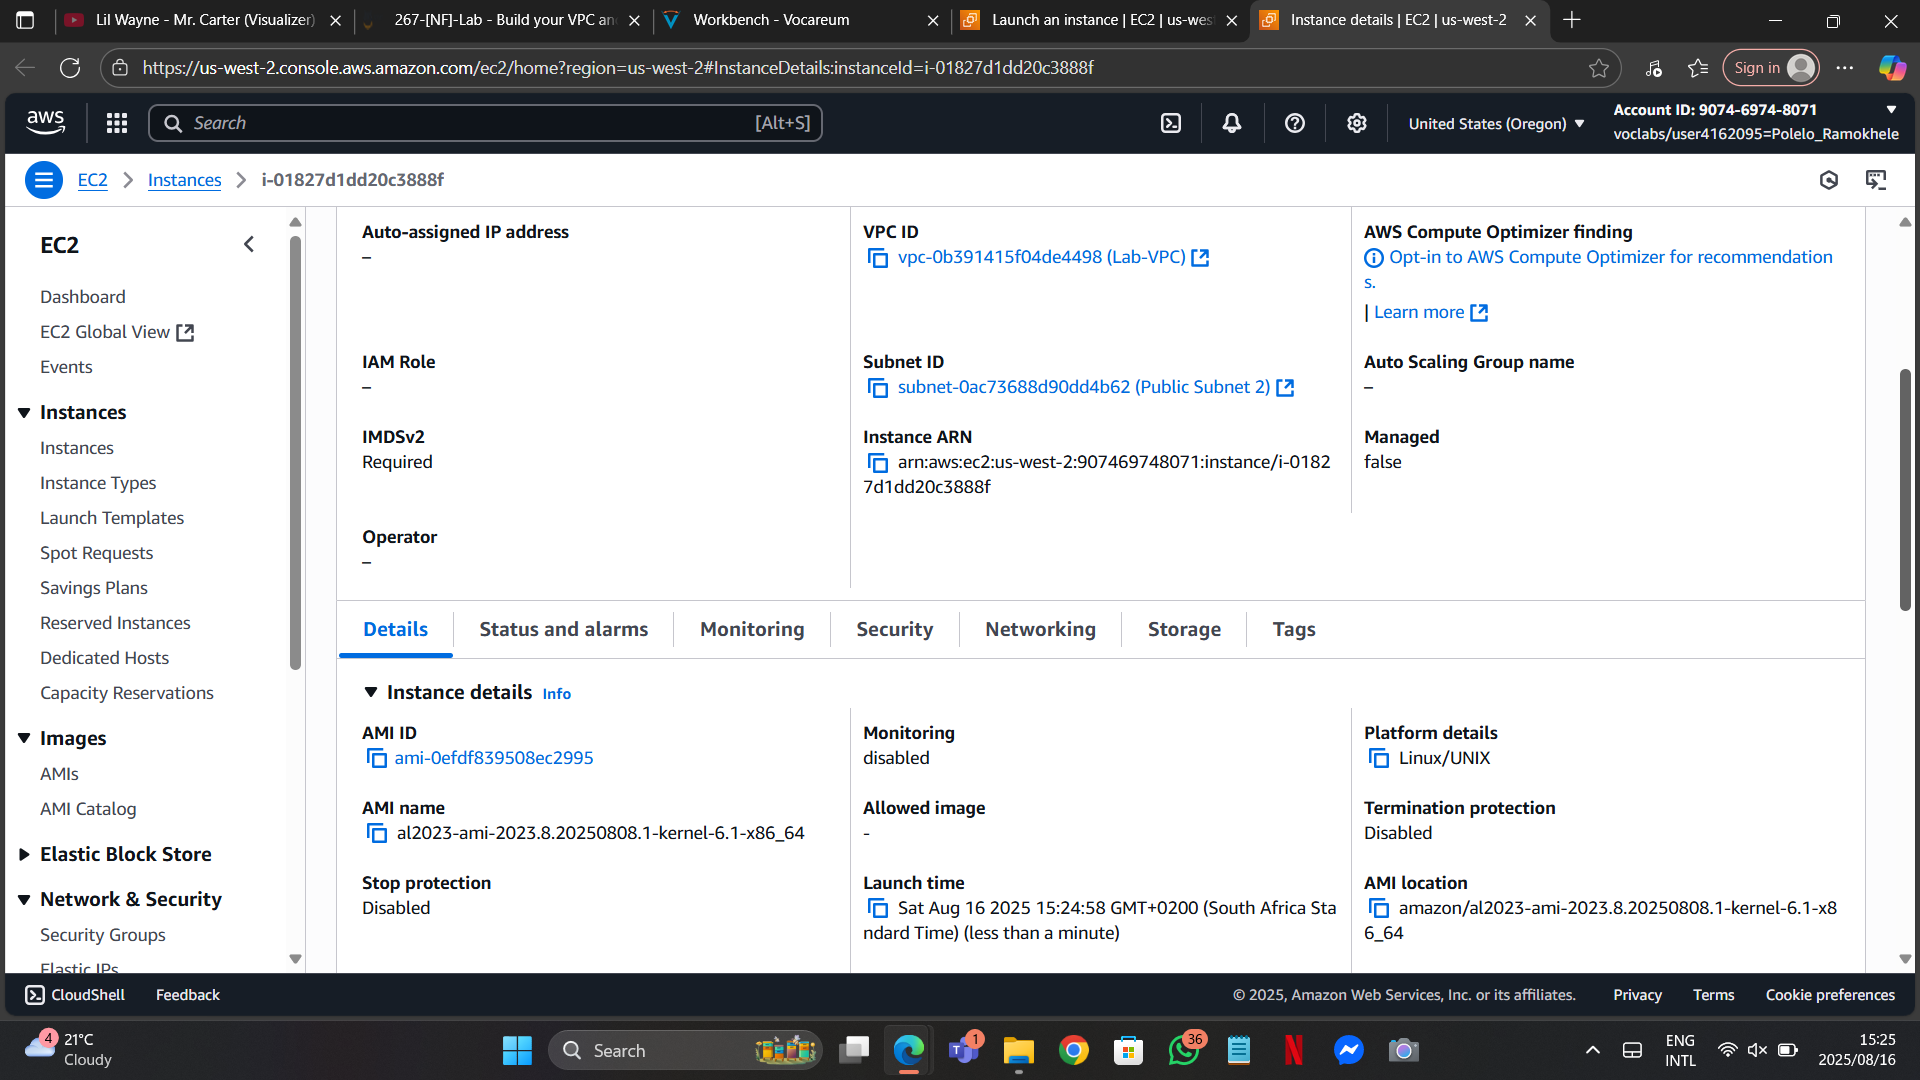 Lil Wayne - Mr. Carter (Visualizer)
267-[NF]-Lab - Build your VPC an
Workbench - Vocareum
Launch an instance | EC2 | us-wes
Instance details | EC2 | us-west-2
https://us-west-2.console.aws.amazon.com/ec2/home?region=us-west-2#InstanceDetails:instanceId=i-01827d1dd20c3888f
Sign in
aws
Search
[Alt+S]
United States (Oregon)
Account ID: 9074-6974-8071
voclabs/user4162095=Polelo_Ramokhele
EC2
Instances
i-01827d1dd20c3888f
EC2
Dashboard
EC2 Global View
Events
Instances
Instances
Instance Types
Launch Templates
Spot Requests
Savings Plans
Reserved Instances
Dedicated Hosts
Capacity Reservations
Images
AMIs
AMI Catalog
Elastic Block Store
Network & Security
Security Groups
Elastic IPs
Auto-assigned IP address
–
VPC ID
vpc-0b391415f04de4498 (Lab-VPC)
AWS Compute Optimizer finding
Opt-in to AWS Compute Optimizer for recommendation
s.
| Learn more
IAM Role
–
Subnet ID
subnet-0ac73688d90dd4b62 (Public Subnet 2)
Auto Scaling Group name
–
IMDSv2
Required
Instance ARN
arn:aws:ec2:us-west-2:907469748071:instance/i-0182
7d1dd20c3888f
Managed
false
Operator
–
Details
Status and alarms
Monitoring
Security
Networking
Storage
Tags
Instance details Info
AMI ID
ami-0efdf839508ec2995
Monitoring
disabled
Platform details
Linux/UNIX
AMI name
al2023-ami-2023.8.20250808.1-kernel-6.1-x86_64
Allowed image
-
Termination protection
Disabled
Stop protection
Disabled
Launch time
Sat Aug 16 2025 15:24:58 GMT+0200 (South Africa Sta
ndard Time) (less than a minute)
AMI location
amazon/al2023-ami-2023.8.20250808.1-kernel-6.1-x8
6_64
CloudShell
Feedback
© 2025, Amazon Web Services, Inc. or its affiliates.
Privacy
Terms
Cookie preferences
4
21°C
Cloudy
Search
1
36
ENG
INTL
15:25
2025/08/16